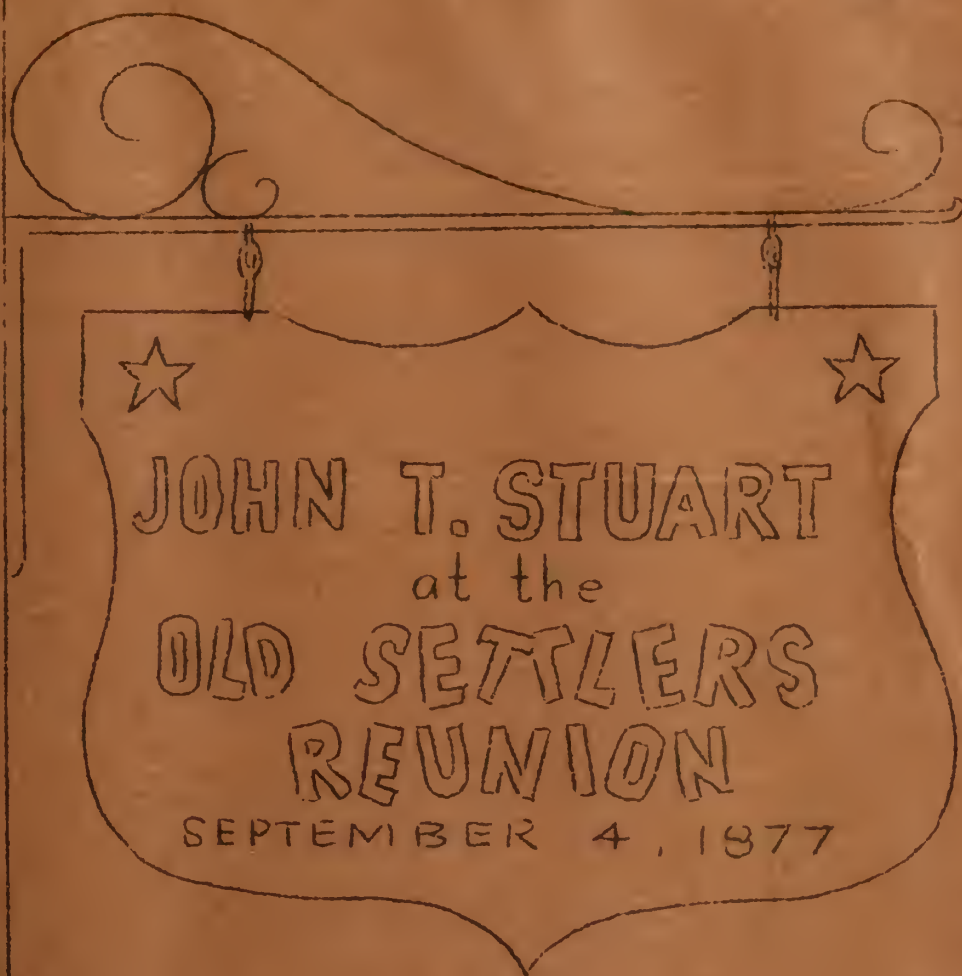 JOHN T. STUART
at the
OLD SETTLERS
REUNION
SEPTEMBER 4, 1877